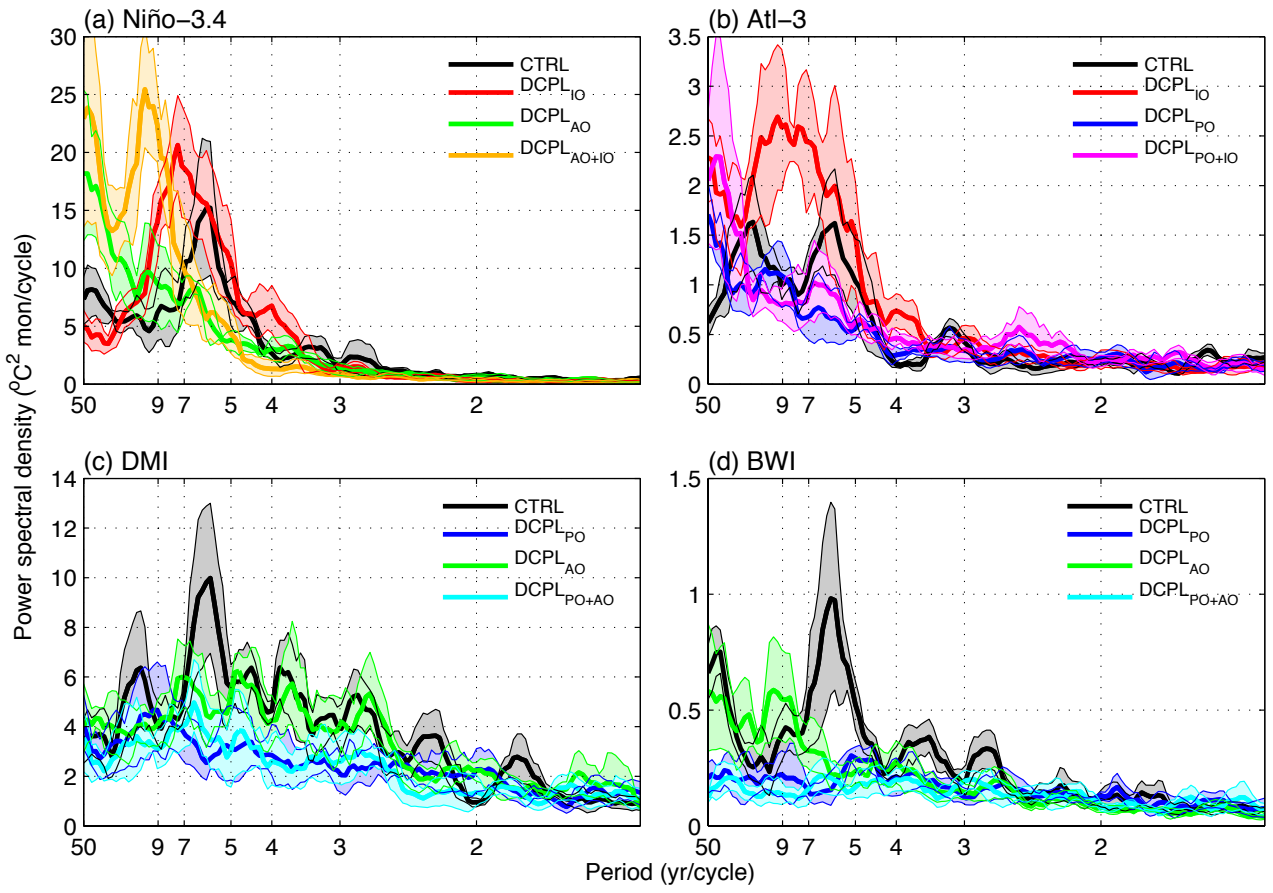 (a) Niño−3.4
30
25
20
15
10
5
0
50 9 7 5 4 3 2
CTRL
DCPL_IO
DCPL_AO
DCPL_AO+IO
(b) Atl−3
3.5
3
2.5
2
1.5
1
0.5
0
50 9 7 5 4 3 2
CTRL
DCPL_IO
DCPL_PO
DCPL_PO+IO
Power spectral density (⁰C² mon/cycle)
(c) DMI
14
12
10
8
6
4
2
0
50 9 7 5 4 3 2
CTRL
DCPL_PO
DCPL_AO
DCPL_PO+AO
(d) BWI
1.5
1
0.5
0
50 9 7 5 4 3 2
CTRL
DCPL_PO
DCPL_AO
DCPL_PO+AO
Period (yr/cycle)